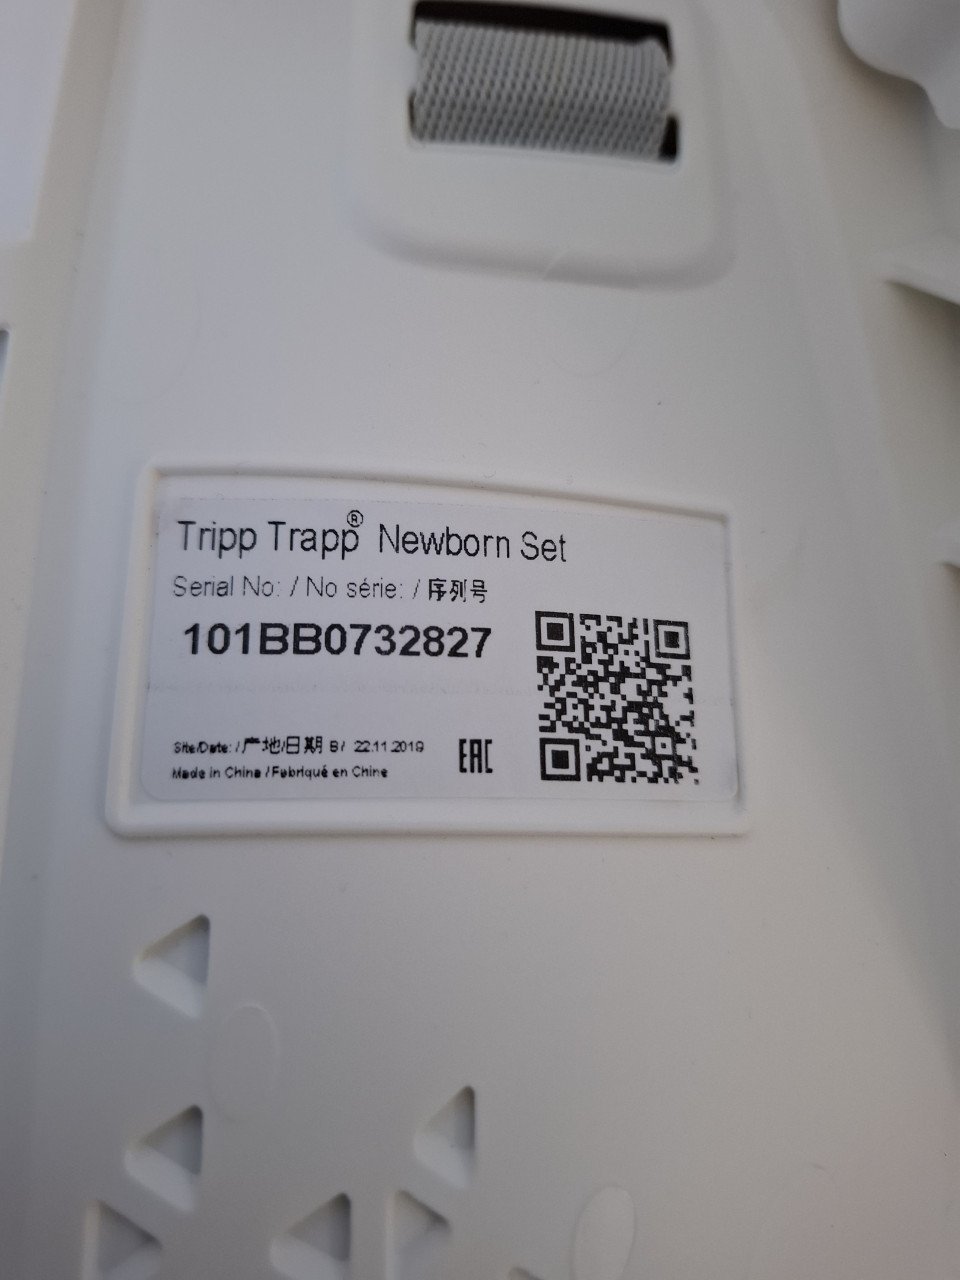 Tripp Trapp® Newborn Set
Serial No: / No série: / 序列号
101BB0732827
Site/Date: / 产地/日期 B/ 22.11.2019
Made in China / Fabriqué en Chine
EAC